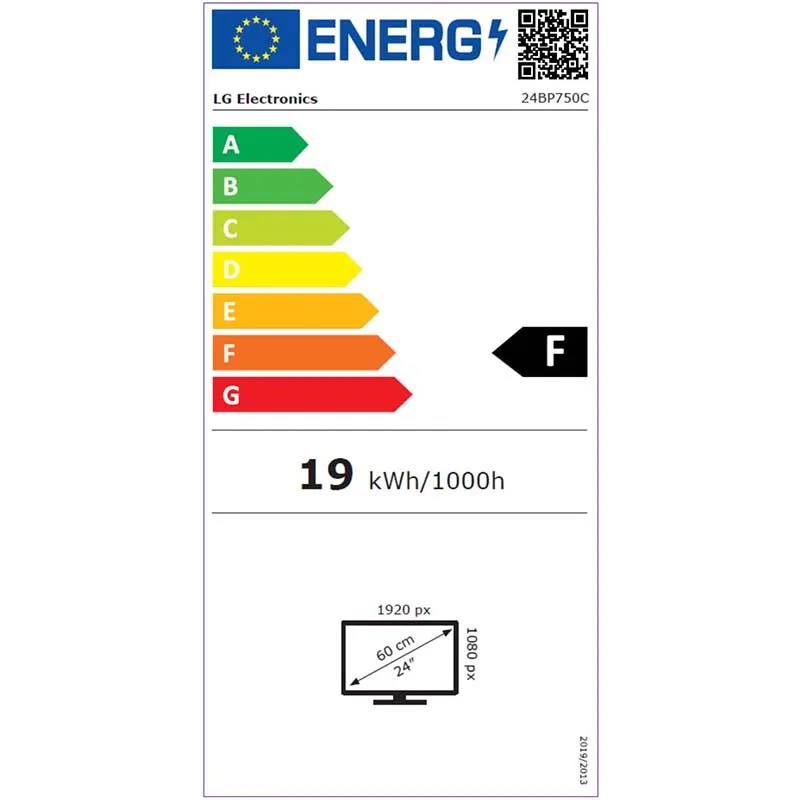 ENERG
LG Electronics 24BP750C
A
B
C
D
E
F
F
G
19 kWh/1000h
1920 px
1080 px
60 cm
24"
2019/2013